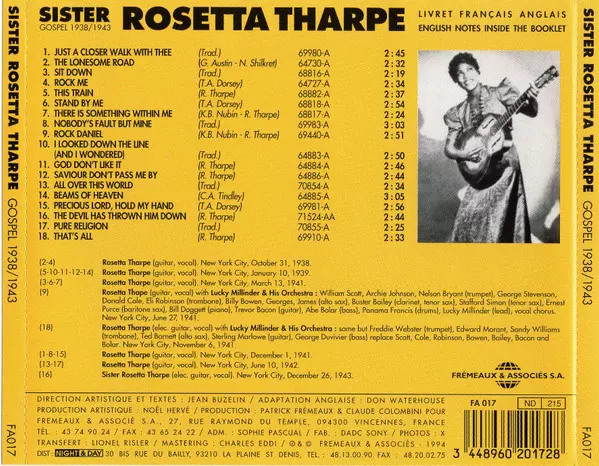 SISTER ROSETTA THARPE GOSPEL 1938/1943 FA017
SISTER ROSETTA THARPE
GOSPEL 1938/1943
LIVRET FRANÇAIS ANGLAIS
ENGLISH NOTES INSIDE THE BOOKLET
1. JUST A CLOSER WALK WITH THEE (Trad.) 69980-A 2 : 45
2. THE LONESOME ROAD (G. Austin - N. Shilkret) 64730-A 2 : 32
3. SIT DOWN (Trad.) 68816-A 2 : 19
4. ROCK ME (T.A. Dorsey) 64727-A 2 : 34
5. THIS TRAIN (R. Tharpe) 68882-A 2 : 37
6. STAND BY ME (T.A. Dorsey) 68818-A 2 : 54
7. THERE IS SOMETHING WITHIN ME (K.B. Nubin - R. Tharpe) 68817-A 2 : 24
8. NOBODY'S FAULT BUT MINE (Trad.) 69983-A 3 : 03
9. ROCK DANIEL (K.B. Nubin - R. Tharpe) 69440-A 2 : 51
10. I LOOKED DOWN THE LINE
(AND I WONDERED) (Trad.) 64883-A 2 : 50
11. GOD DON'T LIKE IT (R. Tharpe) 64884-A 2 : 46
12. SAVIOUR DON'T PASS ME BY (R. Tharpe) 64886-A 2 : 44
13. ALL OVER THIS WORLD (Trad.) 70854-A 2 : 34
14. BEAMS OF HEAVEN (C.A. Tindley) 64885-A 3 : 05
15. PRECIOUS LORD, HOLD MY HAND (T.A. Dorsey) 69981-A 2 : 56
16. THE DEVIL HAS THROWN HIM DOWN (R. Tharpe) 71524-AA 2 : 44
17. PURE RELIGION (Trad.) 70855-A 2 : 25
18. THAT'S ALL (R. Tharpe) 69910-A 2 : 33
(2-4) Rosetta Tharpe (guitar, vocal). New York City, October 31, 1938.
(5-10-11-12-14) Rosetta Tharpe (guitar, vocal). New York City, January 10, 1939.
(3-6-7) Rosetta Tharpe (guitar, vocal). New York City, March 13, 1941.
(9) Rosetta Thape (guitar, vocal) with Lucky Millinder & His Orchestra : William Scott, Archie Johnson, Nelson Bryant (trumpet), George Stevenson,
Donald Cole, Eli Robinson (trombone), Billy Bowen, Georges, James (alto sax), Buster Bailey (clarinet, tenor sax), Stafford Simon (tenor sax), Ernest
Purce (baritone sax), Bill Doggett (piano), Trevor Bacon (guitar), Abe Bolar (bass), Panama Francis (drums), Lucky Millinder (lead), vocal chorus.
New York City, June 27, 1941.
(18) Rosetta Tharpe (elec. guitar, vocal) with Lucky Millinder & His Orchestra : same but Freddie Webster (trumpet), Edward Morant, Sandy Williams
(trombone), Ted Barnett (alto sax), Sterling Marlowe (guitar), George Duvivier (bass) replace Scott, Cole, Robinson, Bowen, Bailey, Bacon and
Bolar. New York City, November 6, 1941.
(1-8-15) Rosetta Tharpe (guitar, vocal). New York City, December 1, 1941.
(13-17) Rosetta Tharpe (guitar, vocal). New York City, June 10, 1942.
(16) Sister Rosetta Tharpe (elec. guitar, vocal). New York City, December 26, 1943.
FRÉMEAUX & ASSOCIÉS S.A.
DIRECTION ARTISTIQUE ET TEXTES : JEAN BUZELIN / ADAPTATION ANGLAISE : DON WATERHOUSE
PRODUCTION ARTISTIQUE : NOËL HERVÉ / PRODUCTION : PATRICK FRÉMEAUX & CLAUDE COLOMBINI POUR
FREMEAUX & ASSOCIES S.A., 27, RUE RAYMOND DU TEMPLE, 094300 VINCENNES, FRANCE
TÉL. : 43 74 90 24 / FAX : 43 65 24 22 / ADM. : SOPHIE PASCUAL / FAB. : DADC SONY / PHOTOS : X
TRANSFERT : LIONEL RISLER / MASTERING : CHARLES EDDI / ℗ & © FREMEAUX & ASSOCIES 1994
DIST NIGHT & DAY 30 BIS RUE DU BAILLY, 93210 LA PLAINE ST DENIS, TEL. : 48.13.00.90. FAX : 48.20.02.75
FA 017 ND 215
3 448960 201728
SISTER ROSETTA THARPE GOSPEL 1938/1943 FA017